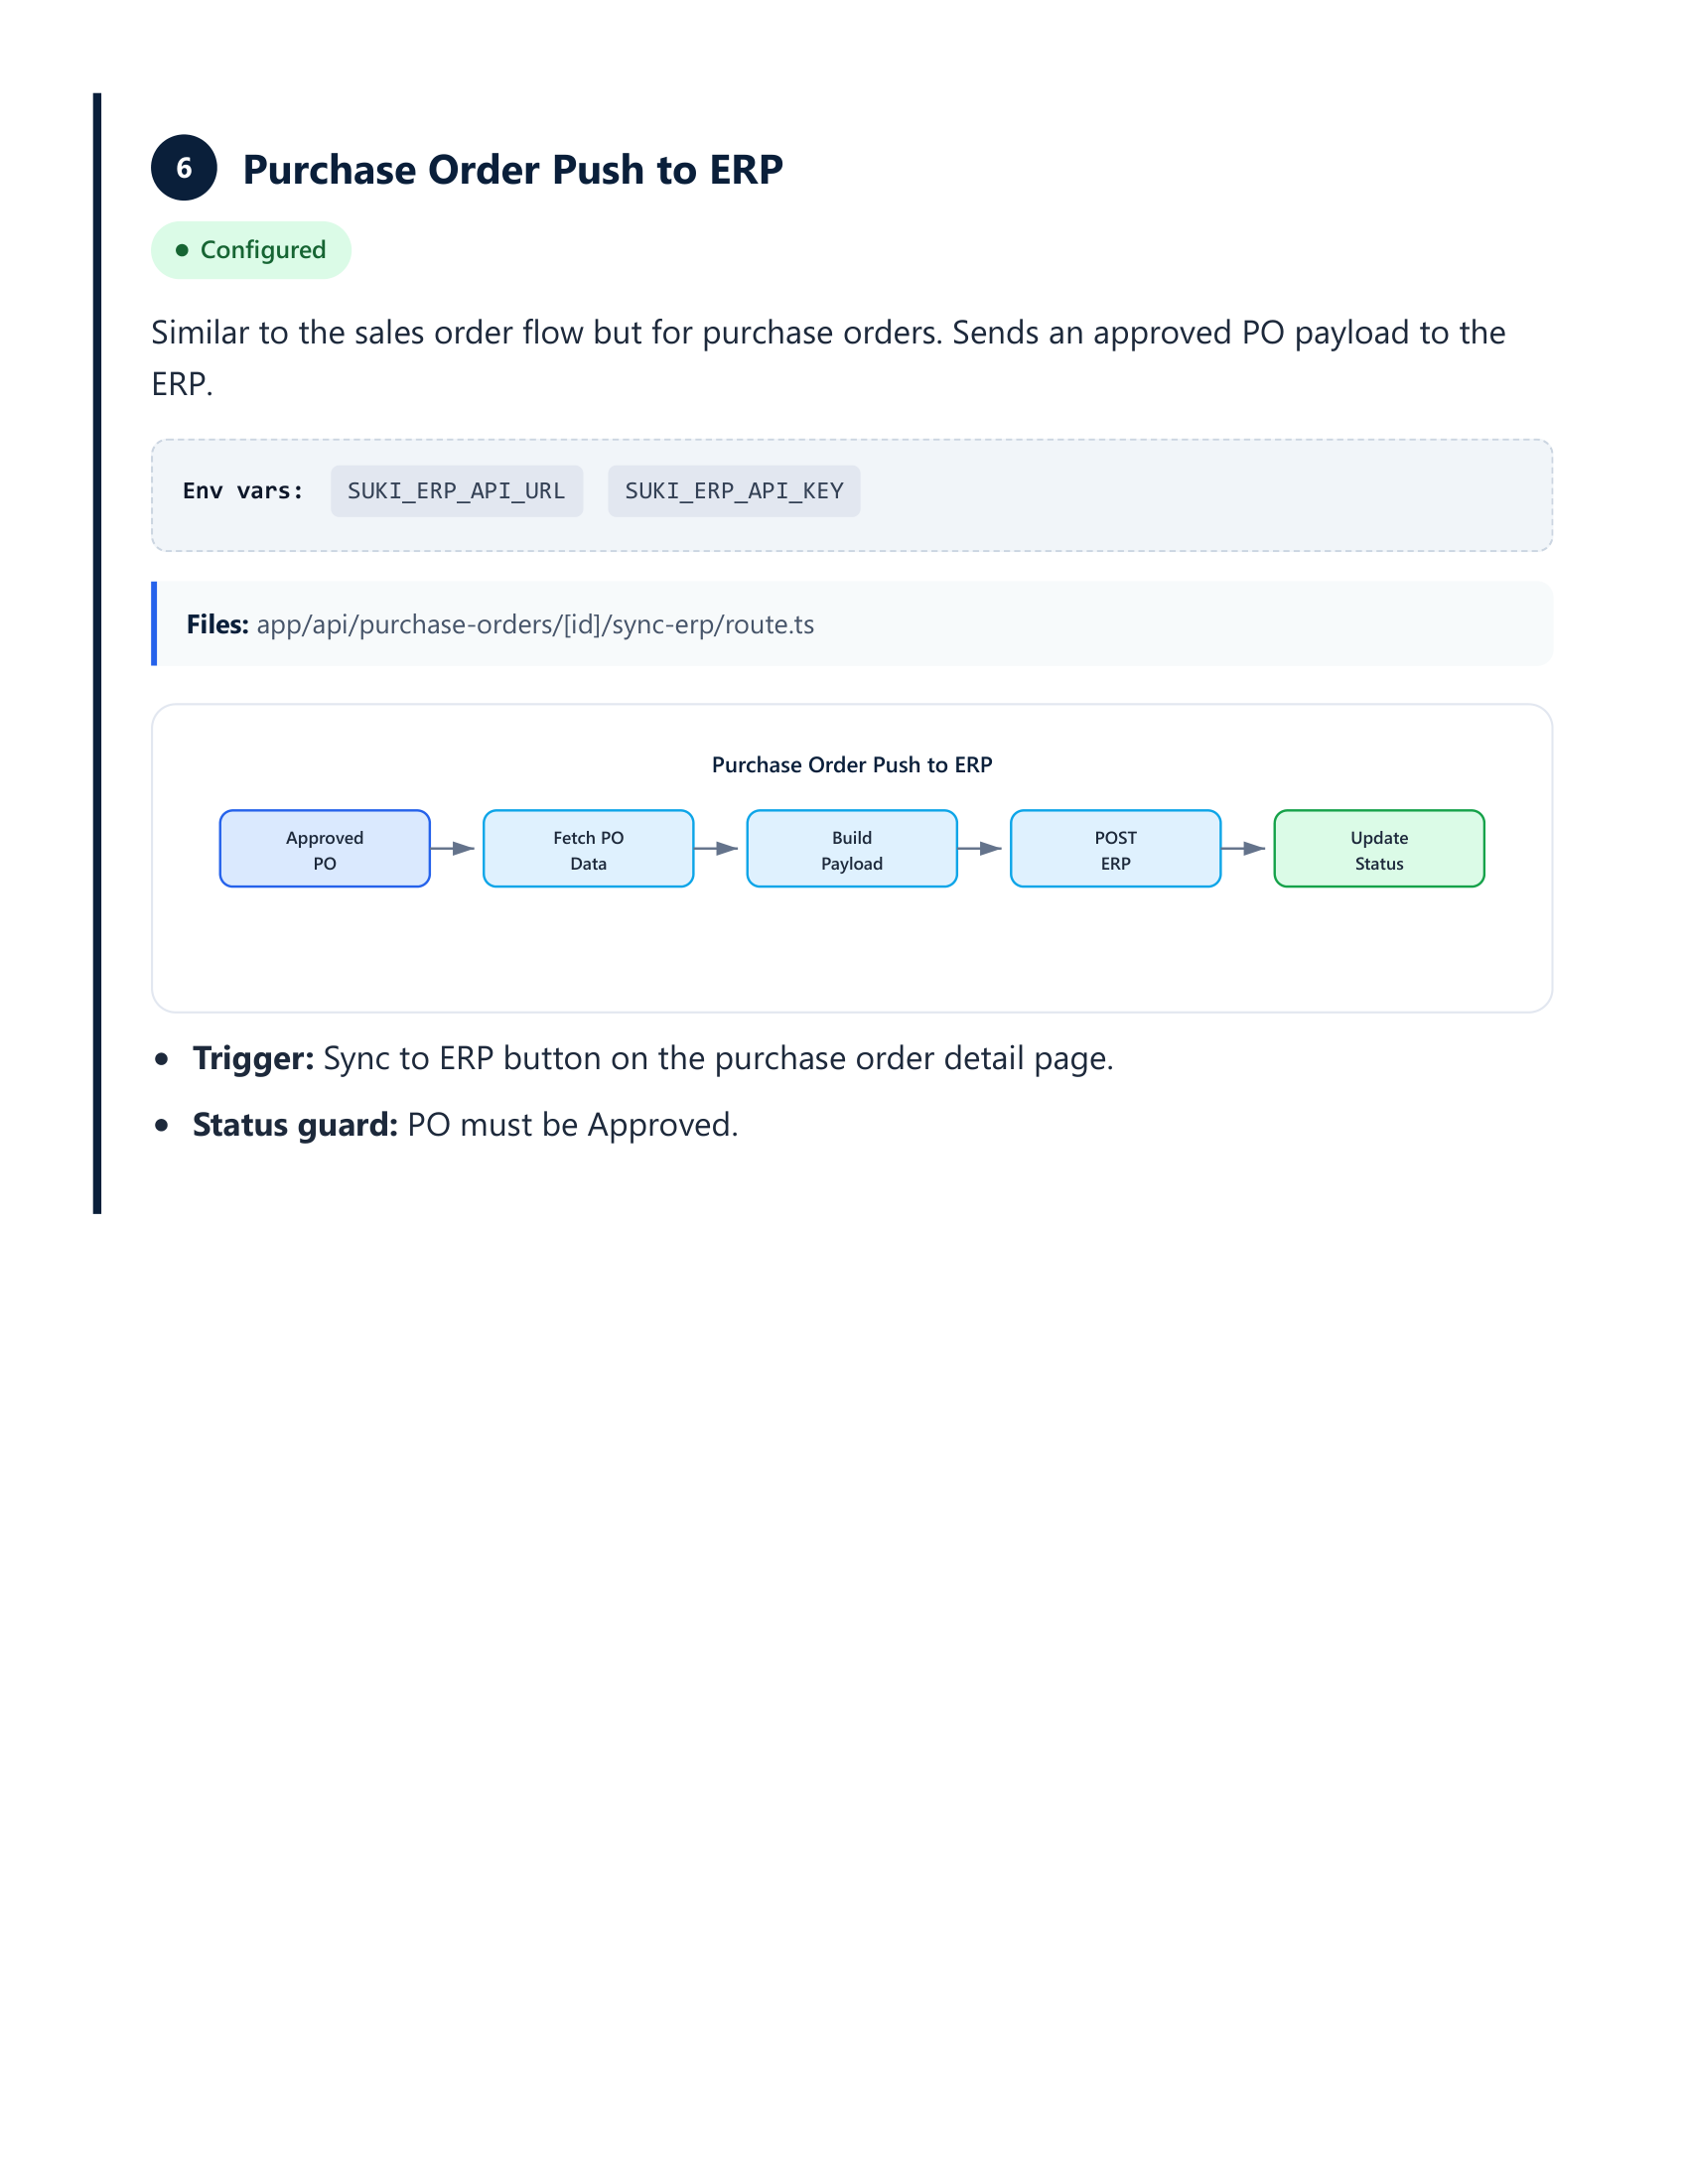 6 Purchase Order Push to ERP
Configured
Similar to the sales order flow but for purchase orders. Sends an approved PO payload to the
ERP.
Env vars: SUKI_ERP_API_URL SUKI_ERP_API_KEY
Files: app/api/purchase-orders/[id]/sync-erp/route.ts
Purchase Order Push to ERP
Approved
PO
Fetch PO
Data
Build
Payload
POST
ERP
Update
Status
• Trigger: Sync to ERP button on the purchase order detail page.
• Status guard: PO must be Approved.